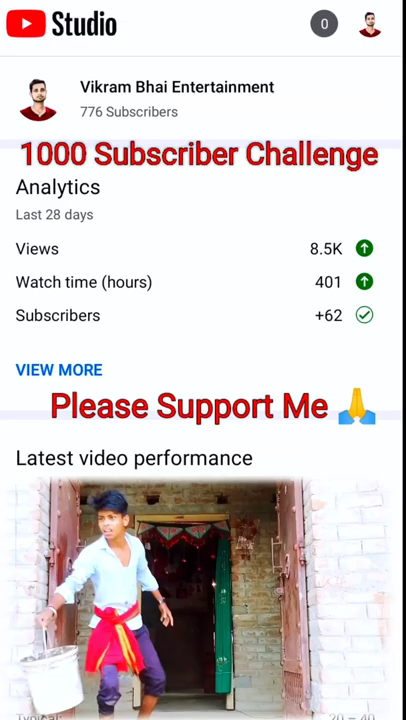 Studio
0
Vikram Bhai Entertainment
776 Subscribers
1000 Subscriber Challenge
Analytics
Last 28 days
Views 8.5K
Watch time (hours) 401
Subscribers +62
VIEW MORE
Please Support Me 🙏
Latest video performance